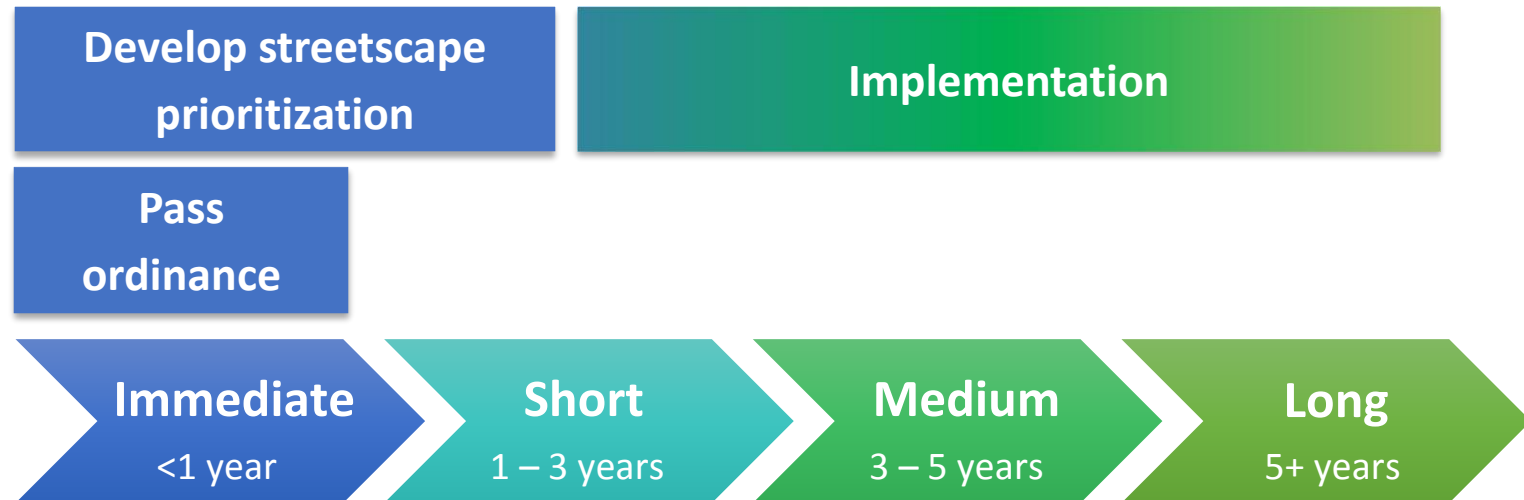 Develop streetscape
prioritization
Implementation
Pass
ordinance
Immediate
<1 year
Short
1 – 3 years
Medium
3 – 5 years
Long
5+ years